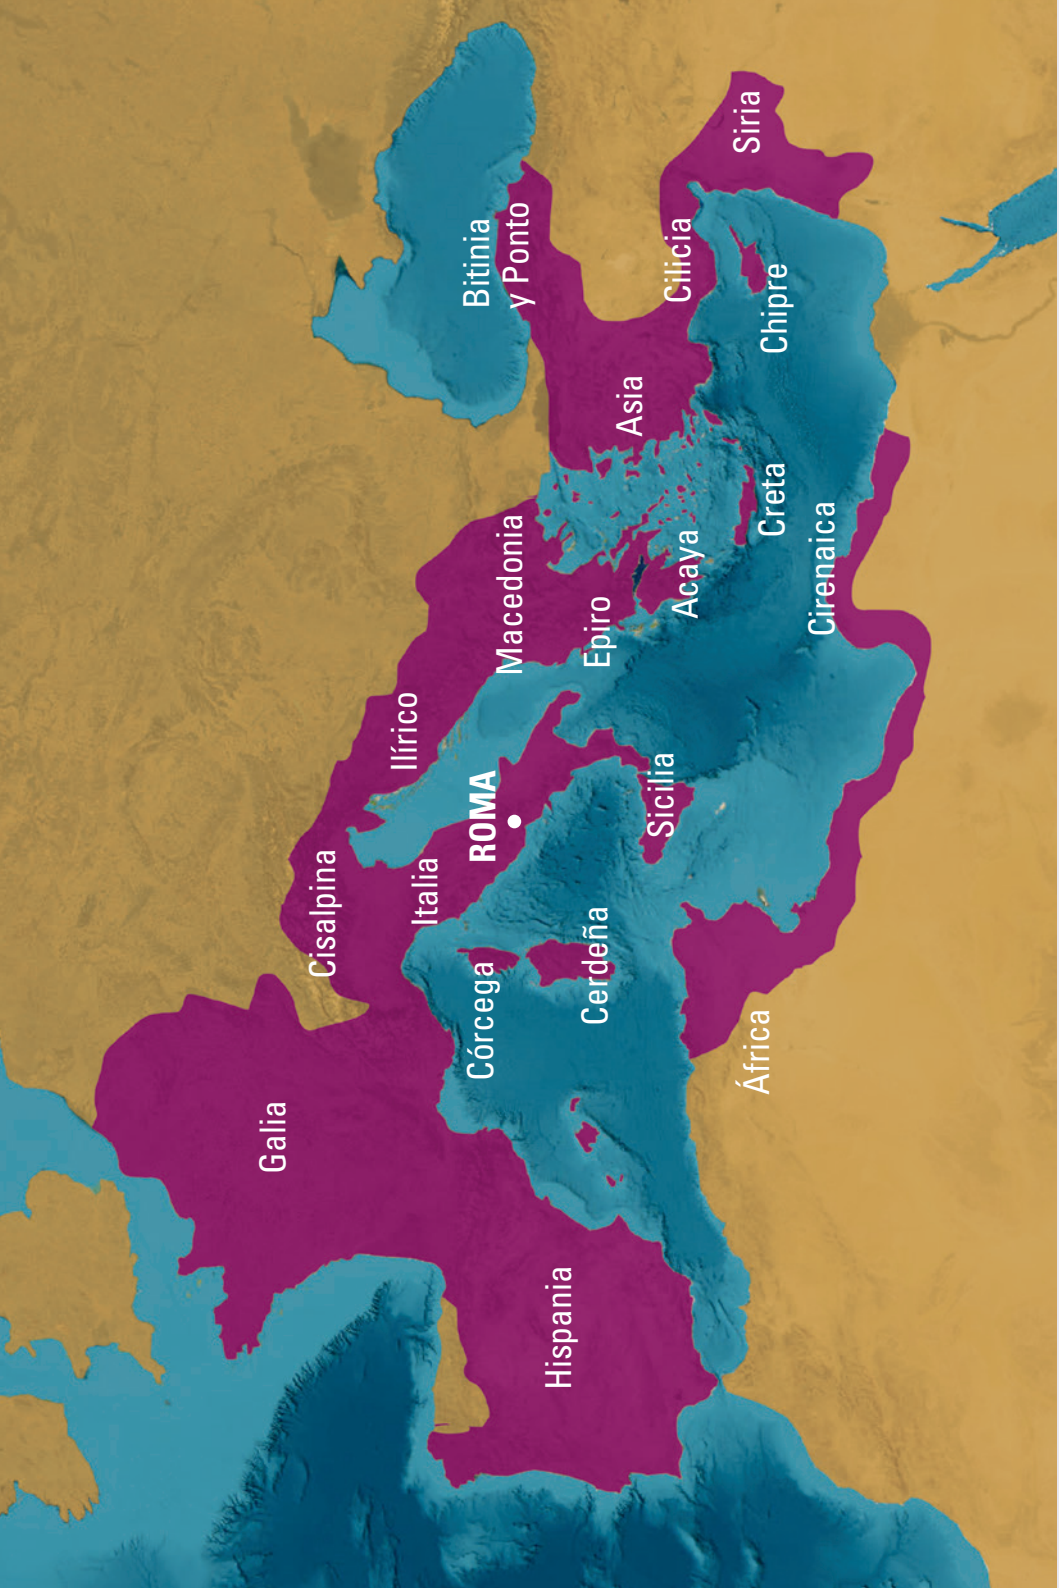 Galia
Cisalpina
Ilírico
Italia
ROMA
Macedonia
Bitinia
y Ponto
Córcega
Hispania
Cerdeña
Epiro
Asia
Sicilia
Acaya
Cilicia
Siria
África
Creta
Chipre
Cirenaica